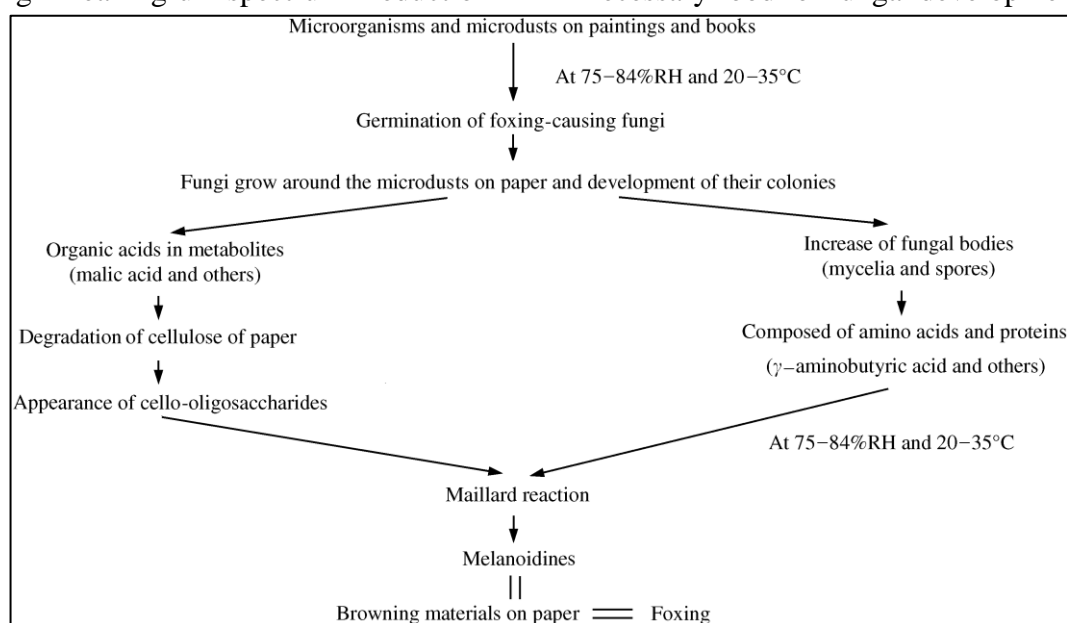 Microorganisms and microdusts on paintings and books
At 75−84%RH and 20−35°C
Germination of foxing-causing fungi
Fungi grow around the microdusts on paper and development of their colonies
Organic acids in metabolites
(malic acid and others)
Increase of fungal bodies
(mycelia and spores)
Degradation of cellulose of paper
Composed of amino acids and proteins
(γ−aminobutyric acid and others)
Appearance of cello-oligosaccharides
At 75−84%RH and 20−35°C
Maillard reaction
Melanoidines
Browning materials on paper Foxing